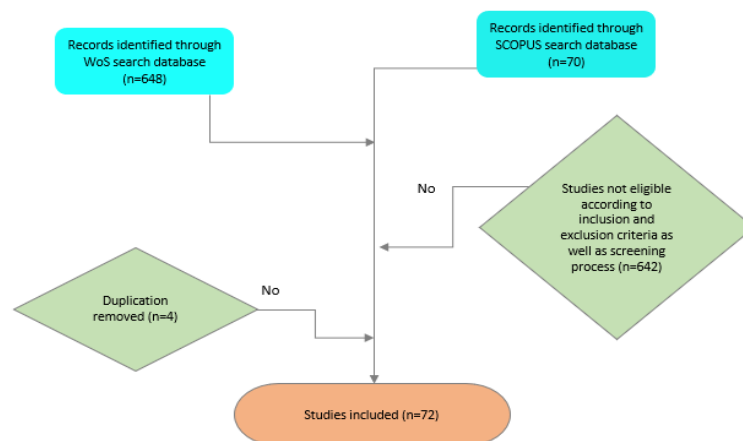 Records identified through
WoS search database
(n=648)
Records identified through
SCOPUS search database
(n=70)
No
Studies not eligible
according to
inclusion and
exclusion criteria as
well as screening
process (n=642)
Duplication
removed (n=4)
No
Studies included (n=72)